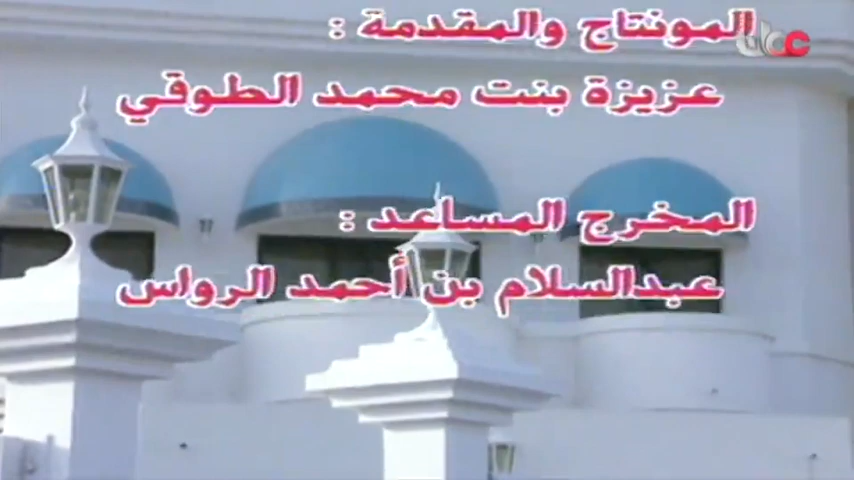 المونتاج والمقدمة :
عزيزة بنت محمد الطوقي
المخرج المساعد :
عبدالسلام بن أحمد الرواس